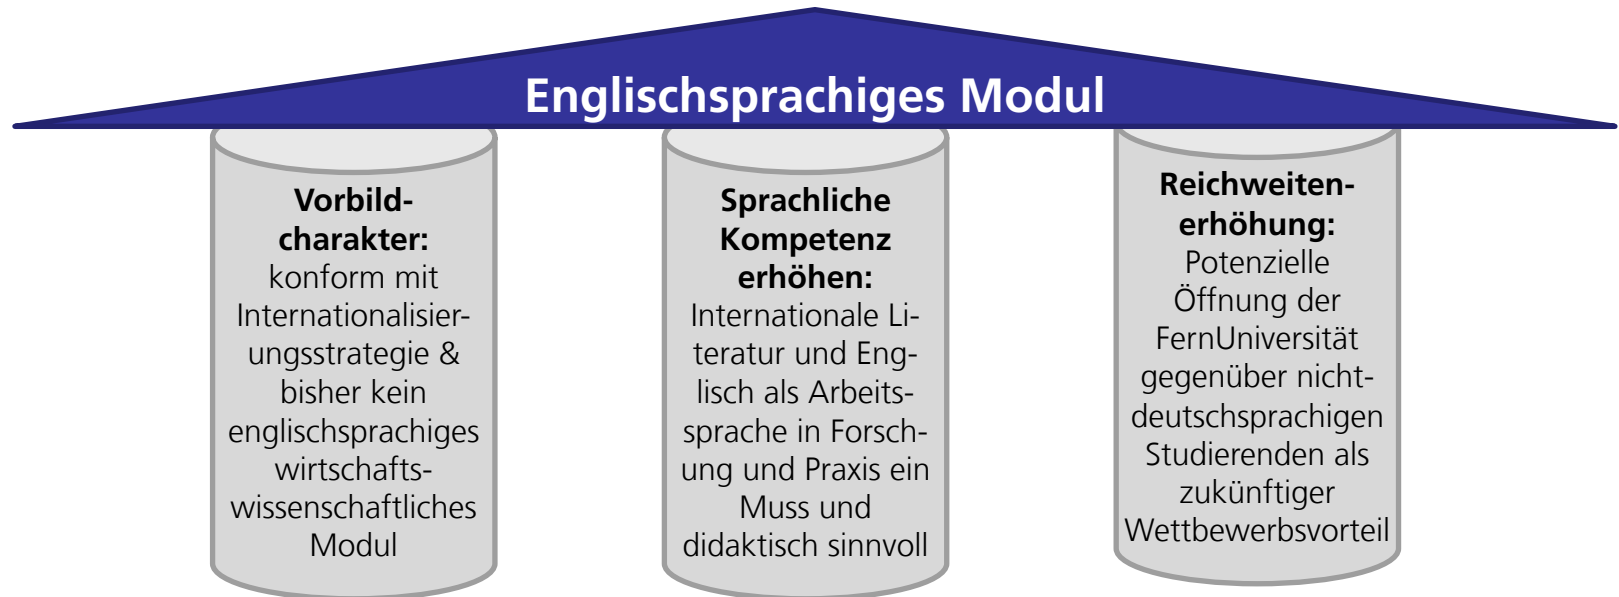 Englischsprachiges Modul
Vorbild-
charakter:
konform mit
Internationalisier-
ungsstrategie &
bisher kein
englischsprachiges
wirtschafts-
wissenschaftliches
Modul
Sprachliche
Kompetenz
erhöhen:
Internationale Li-
teratur und Eng-
lisch als Arbeits-
sprache in Forsch-
ung und Praxis ein
Muss und
didaktisch sinnvoll
Reichweiten-
erhöhung:
Potenzielle
Öffnung der
FernUniversität
gegenüber nicht-
deutschsprachigen
Studierenden als
zukünftiger
Wettbewerbsvorteil